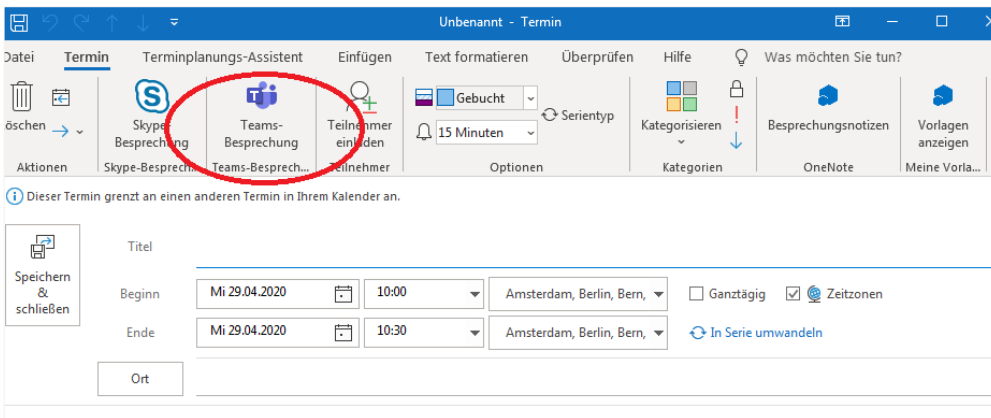 Unbenannt - Termin
Datei Termin Terminplanungs-Assistent Einfügen Text formatieren Überprüfen Hilfe Was möchten Sie tun?
öschen
Skype-
Besprechung
Teams-
Besprechung
Teilnehmer
einladen
Gebucht
15 Minuten
Serientyp
Kategorisieren
Besprechungsnotizen
Vorlagen
anzeigen
Aktionen Skype-Besprech... Teams-Besprech... Teilnehmer Optionen Kategorien OneNote Meine Vorla...
Dieser Termin grenzt an einen anderen Termin in Ihrem Kalender an.
Speichern
&
schließen
Titel
Beginn Mi 29.04.2020 10:00 Amsterdam, Berlin, Bern, Ganztägig Zeitzonen
Ende Mi 29.04.2020 10:30 Amsterdam, Berlin, Bern, In Serie umwandeln
Ort